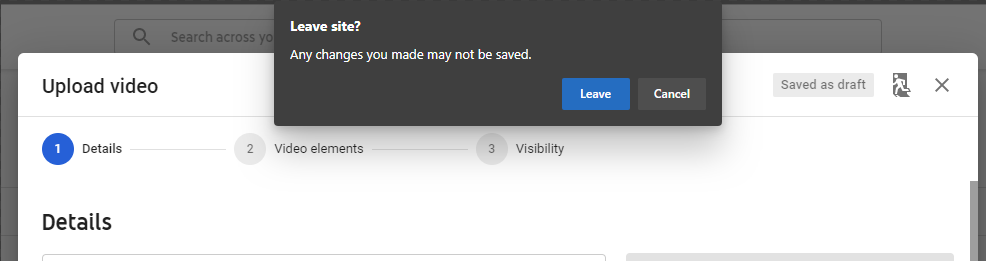 Leave site?
Any changes you made may not be saved.
Leave
Cancel
Search across yo
Upload video
Saved as draft
1 Details
2 Video elements
3 Visibility
Details